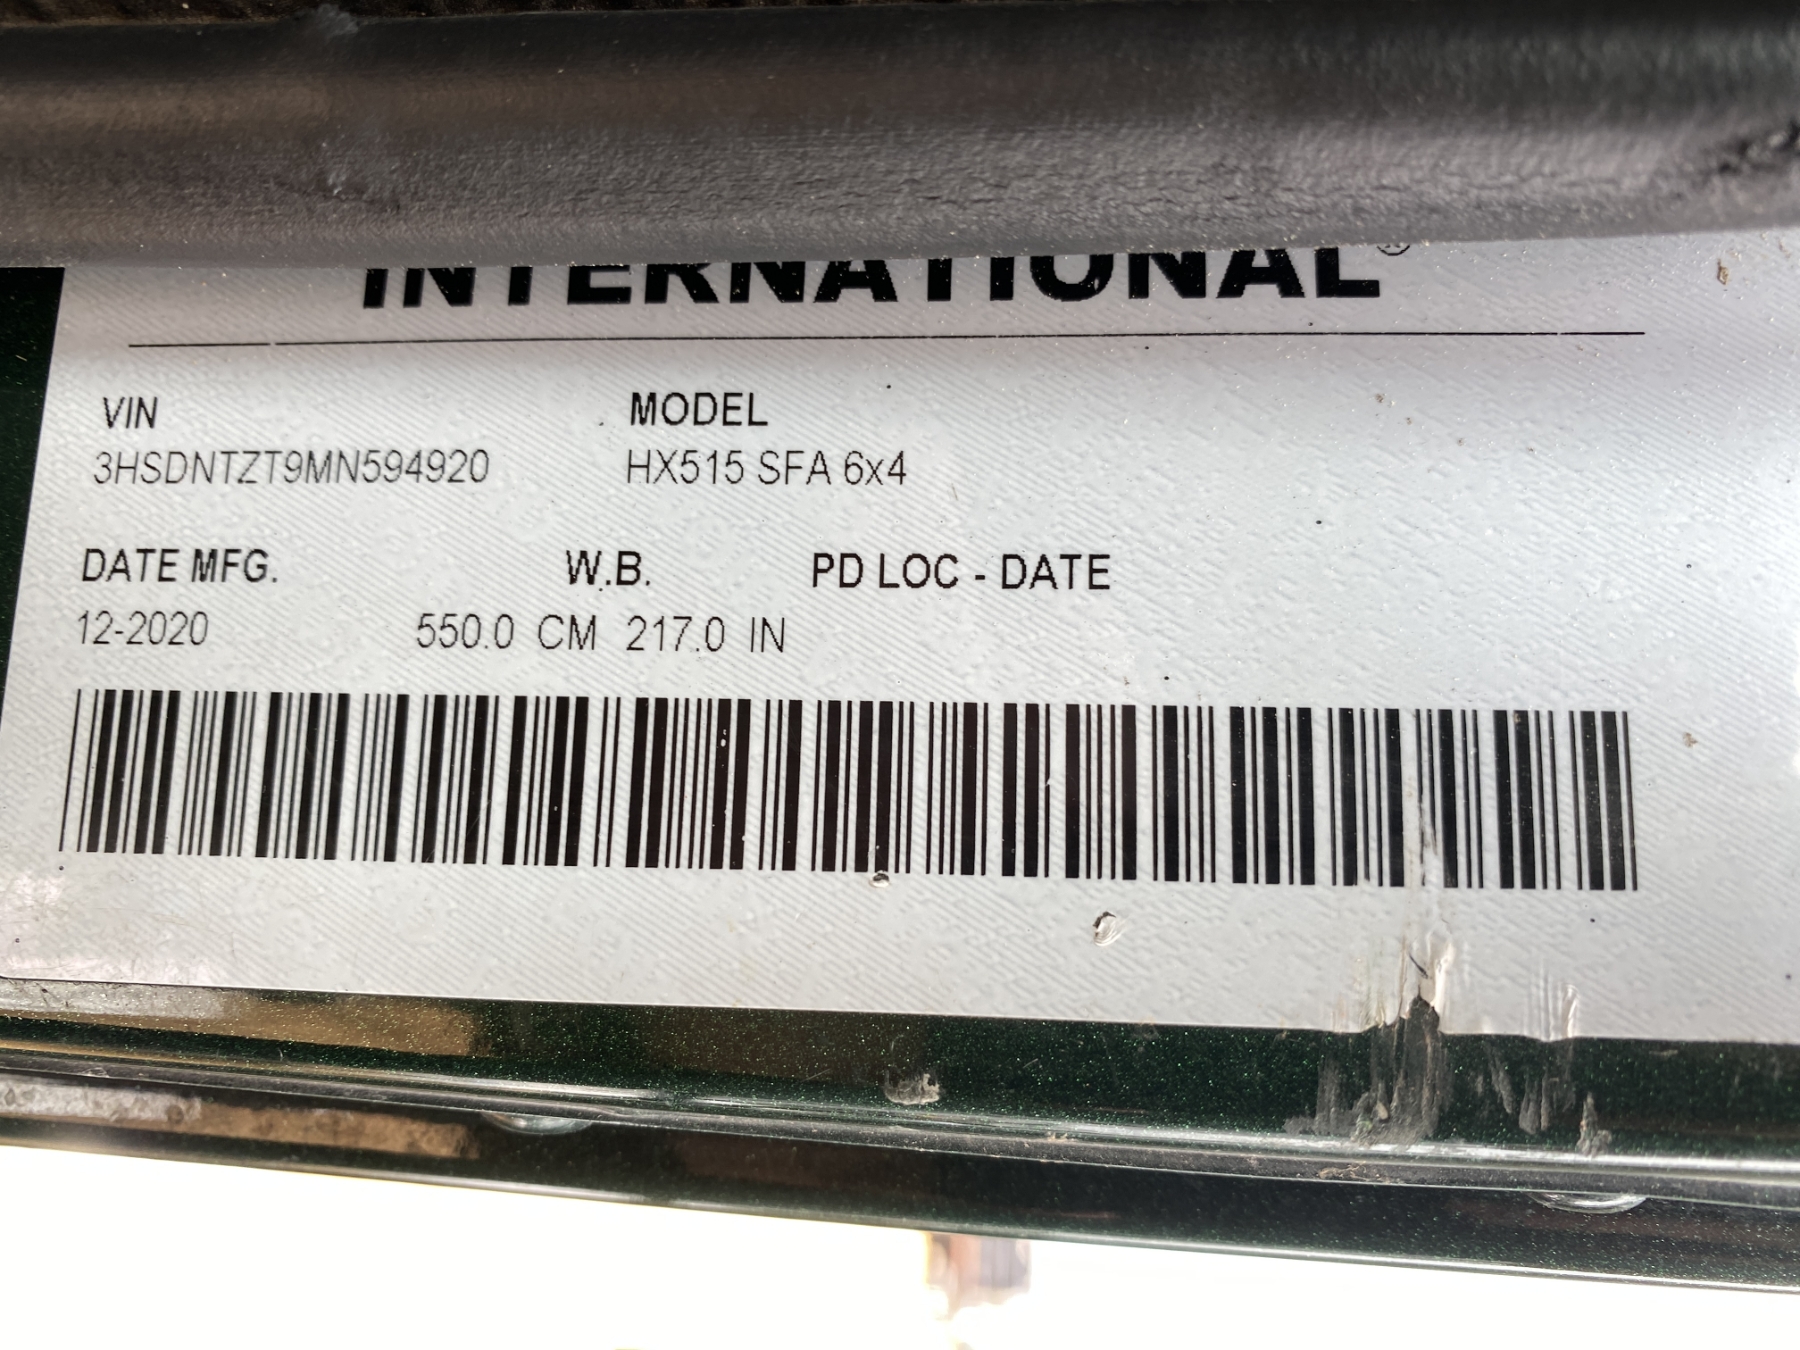 INTERNATIONAL®
VIN MODEL
3HSDNTZT9MN594920 HX515 SFA 6x4
DATE MFG. W.B. PD LOC - DATE
12-2020 550.0 CM 217.0 IN